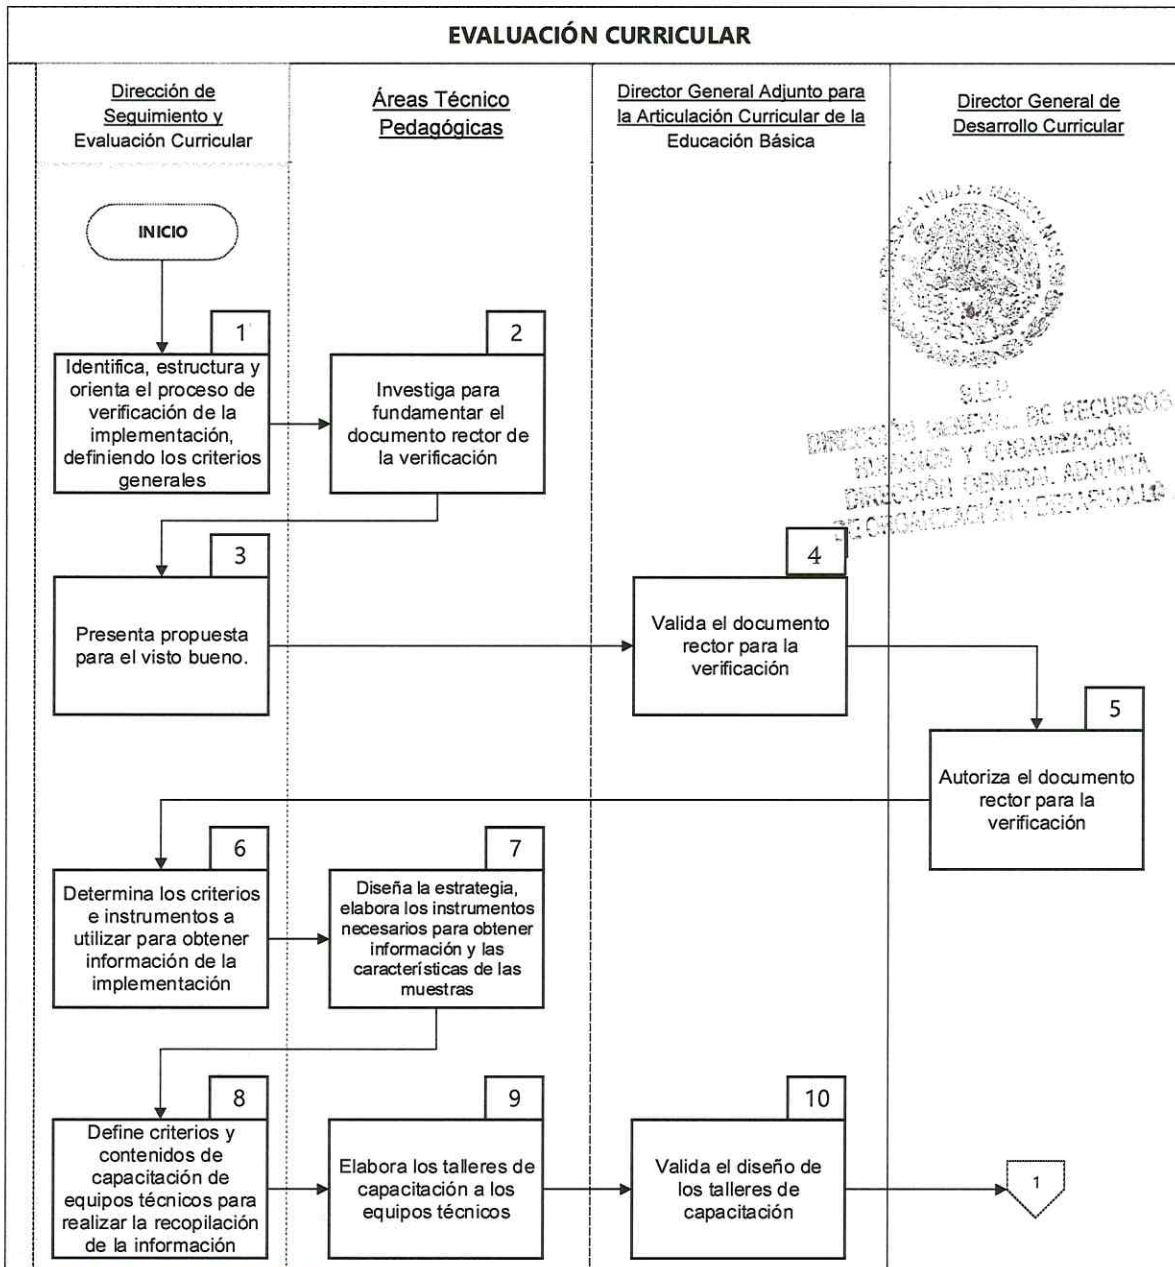 EVALUACIÓN CURRICULAR
Dirección de
Seguimiento y
Evaluación Curricular
Áreas Técnico
Pedagógicas
Director General Adjunto para
la Articulación Curricular de la
Educación Básica
Director General de
Desarrollo Curricular
INICIO
S.E.P.
DIRECCIÓN GENERAL DE RECURSOS
HUMANOS Y ORGANIZACIÓN
DIRECCIÓN GENERAL ADJUNTA
DE ORGANIZACIÓN Y DESARROLLO
1
Identifica, estructura y
orienta el proceso de
verificación de la
implementación,
definiendo los criterios
generales
2
Investiga para
fundamentar el
documento rector de
la verificación
3
Presenta propuesta
para el visto bueno.
4
Valida el documento
rector para la
verificación
5
Autoriza el documento
rector para la
verificación
6
Determina los criterios
e instrumentos a
utilizar para obtener
información de la
implementación
7
Diseña la estrategia,
elabora los instrumentos
necesarios para obtener
información y las
características de las
muestras
8
Define criterios y
contenidos de
capacitación de
equipos técnicos para
realizar la recopilación
de la información
9
Elabora los talleres de
capacitación a los
equipos técnicos
10
Valida el diseño de
los talleres de
capacitación
1